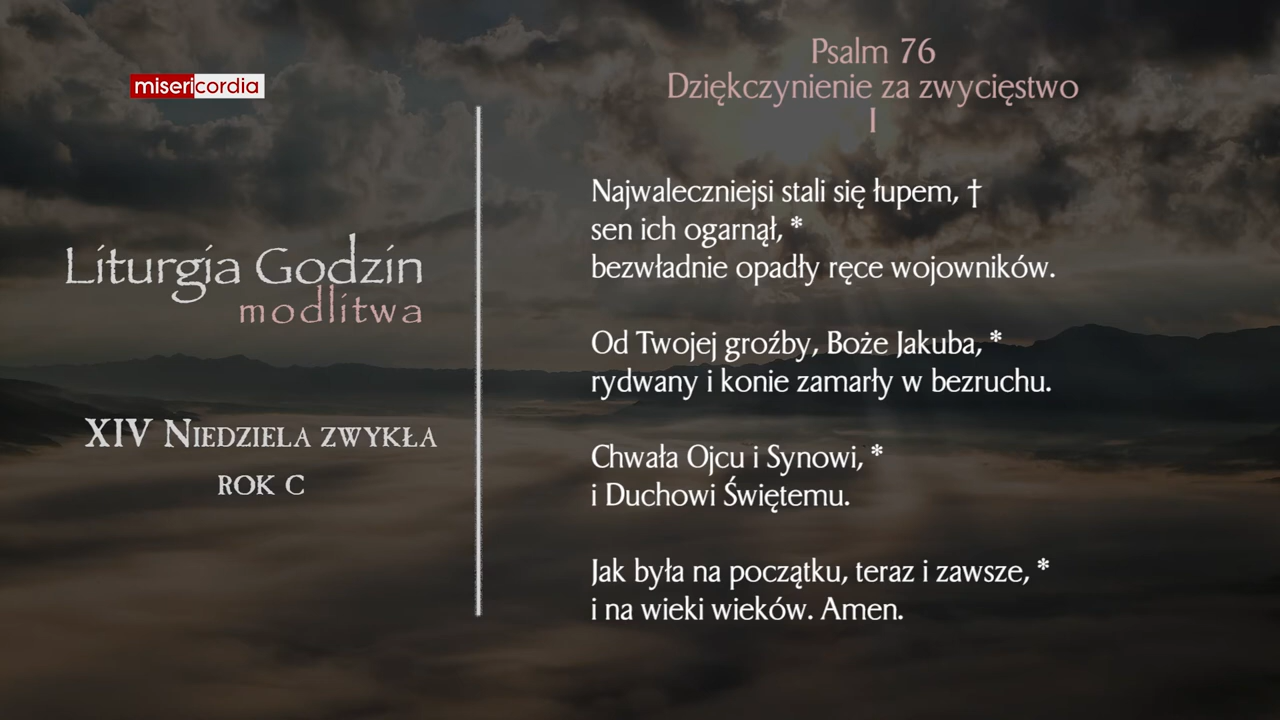 misericordia
Liturgia Godzin
modlitwa
XIV Niedziela zwykła
rok C
Psalm 76
Dziękczynienie za zwycięstwo
I
Najwaleczniejsi stali się łupem, †
sen ich ogarnął, *
bezwładnie opadły ręce wojowników.
Od Twojej groźby, Boże Jakuba, *
rydwany i konie zamarły w bezruchu.
Chwała Ojcu i Synowi, *
i Duchowi Świętemu.
Jak była na początku, teraz i zawsze, *
i na wieki wieków. Amen.